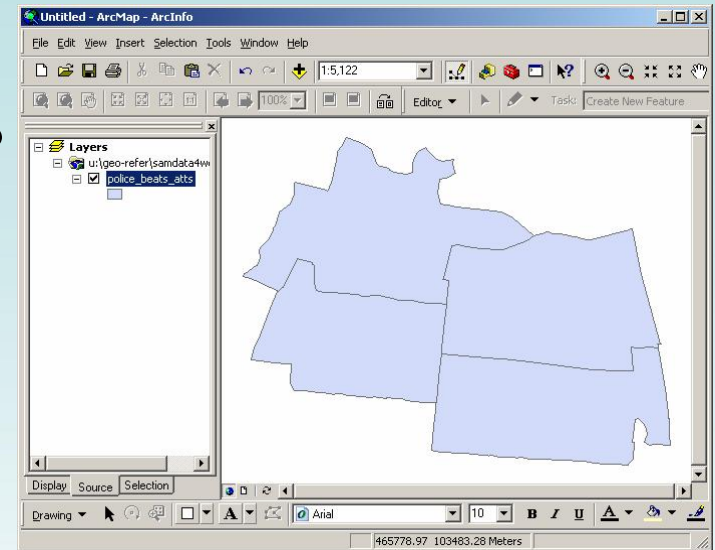 Untitled - ArcMap - ArcInfo
File Edit View Insert Selection Tools Window Help
1:5,122
100% Editor Task: Create New Feature
Layers
u:\geo-refer\samdata4w
police_beats_atts
Display Source Selection
Drawing A Arial 10 B I U A
465778.97 103483.28 Meters